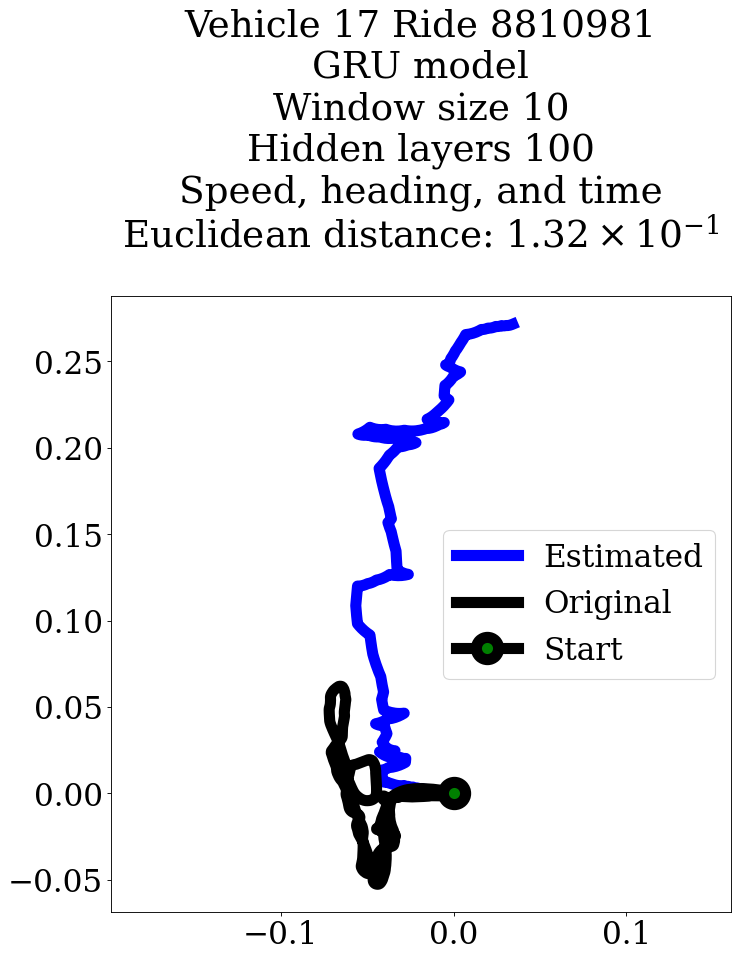 Vehicle 17 Ride 8810981
GRU model
Window size 10
Hidden layers 100
Speed, heading, and time
Euclidean distance: 1.32 × 10⁻¹
0.25
0.20
0.15
0.10
0.05
0.00
−0.05
Estimated
Original
Start
−0.1
0.0
0.1